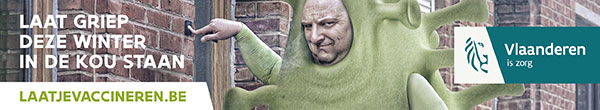 LAAT GRIEP
DEZE WINTER
IN DE KOU STAAN
LAATJEVACCINEREN.BE
Vlaanderen
is zorg